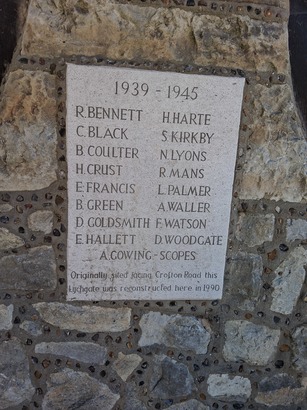 1939 - 1945
R. BENNETT H. HARTE
C. BLACK S. KIRKBY
B. COULTER N. LYONS
H. CRUST R. MANS
E. FRANCIS L. PALMER
B. GREEN A. WALLER
D. GOLDSMITH F. WATSON
E. HALLETT D. WOODGATE
A. GOWING-SCOPES
Originally sited facing Crofton Road this
Lychgate was reconstructed here in 1990